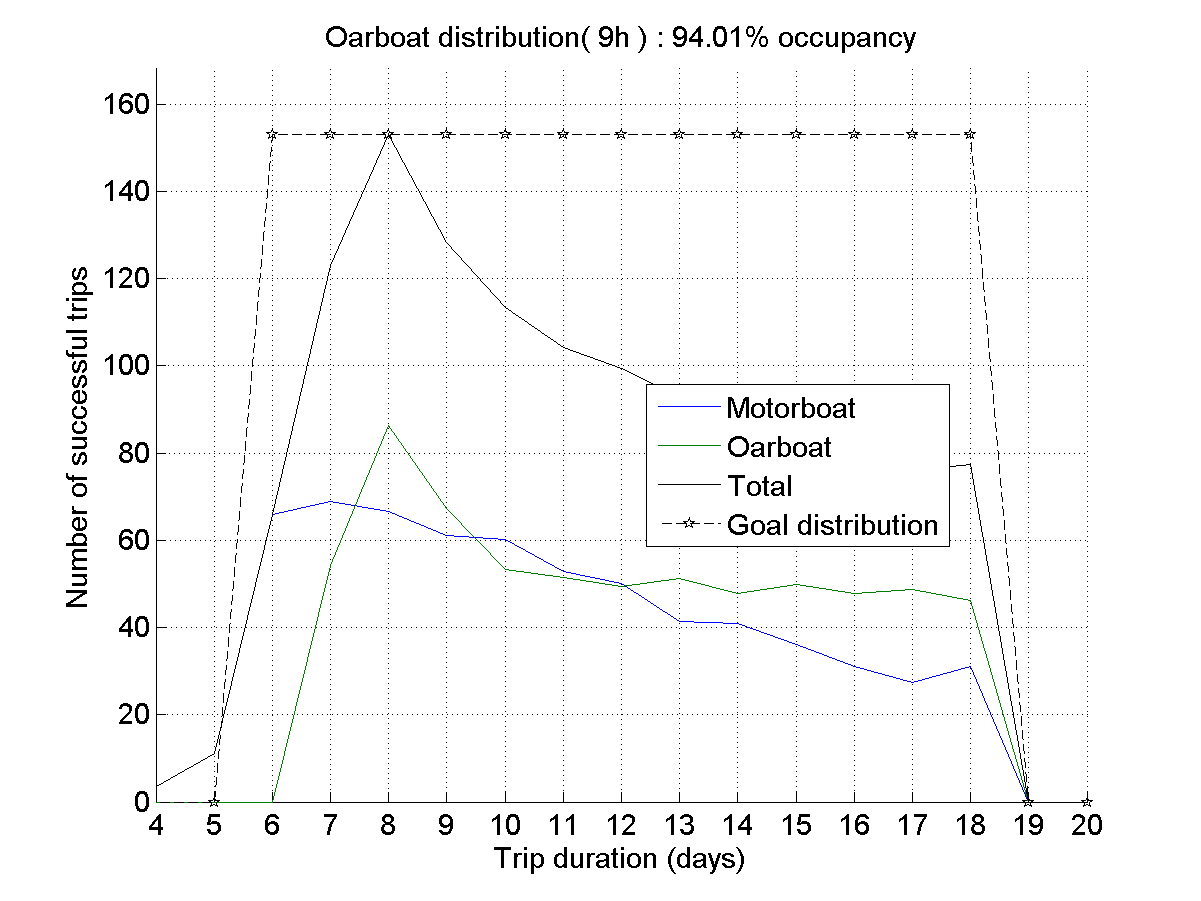 Oarboat distribution( 9h ) : 94.01% occupancy
Number of successful trips
160
140
120
100
80
60
40
20
0
Motorboat
Oarboat
Total
Goal distribution
4 5 6 7 8 9 10 11 12 13 14 15 16 17 18 19 20
Trip duration (days)